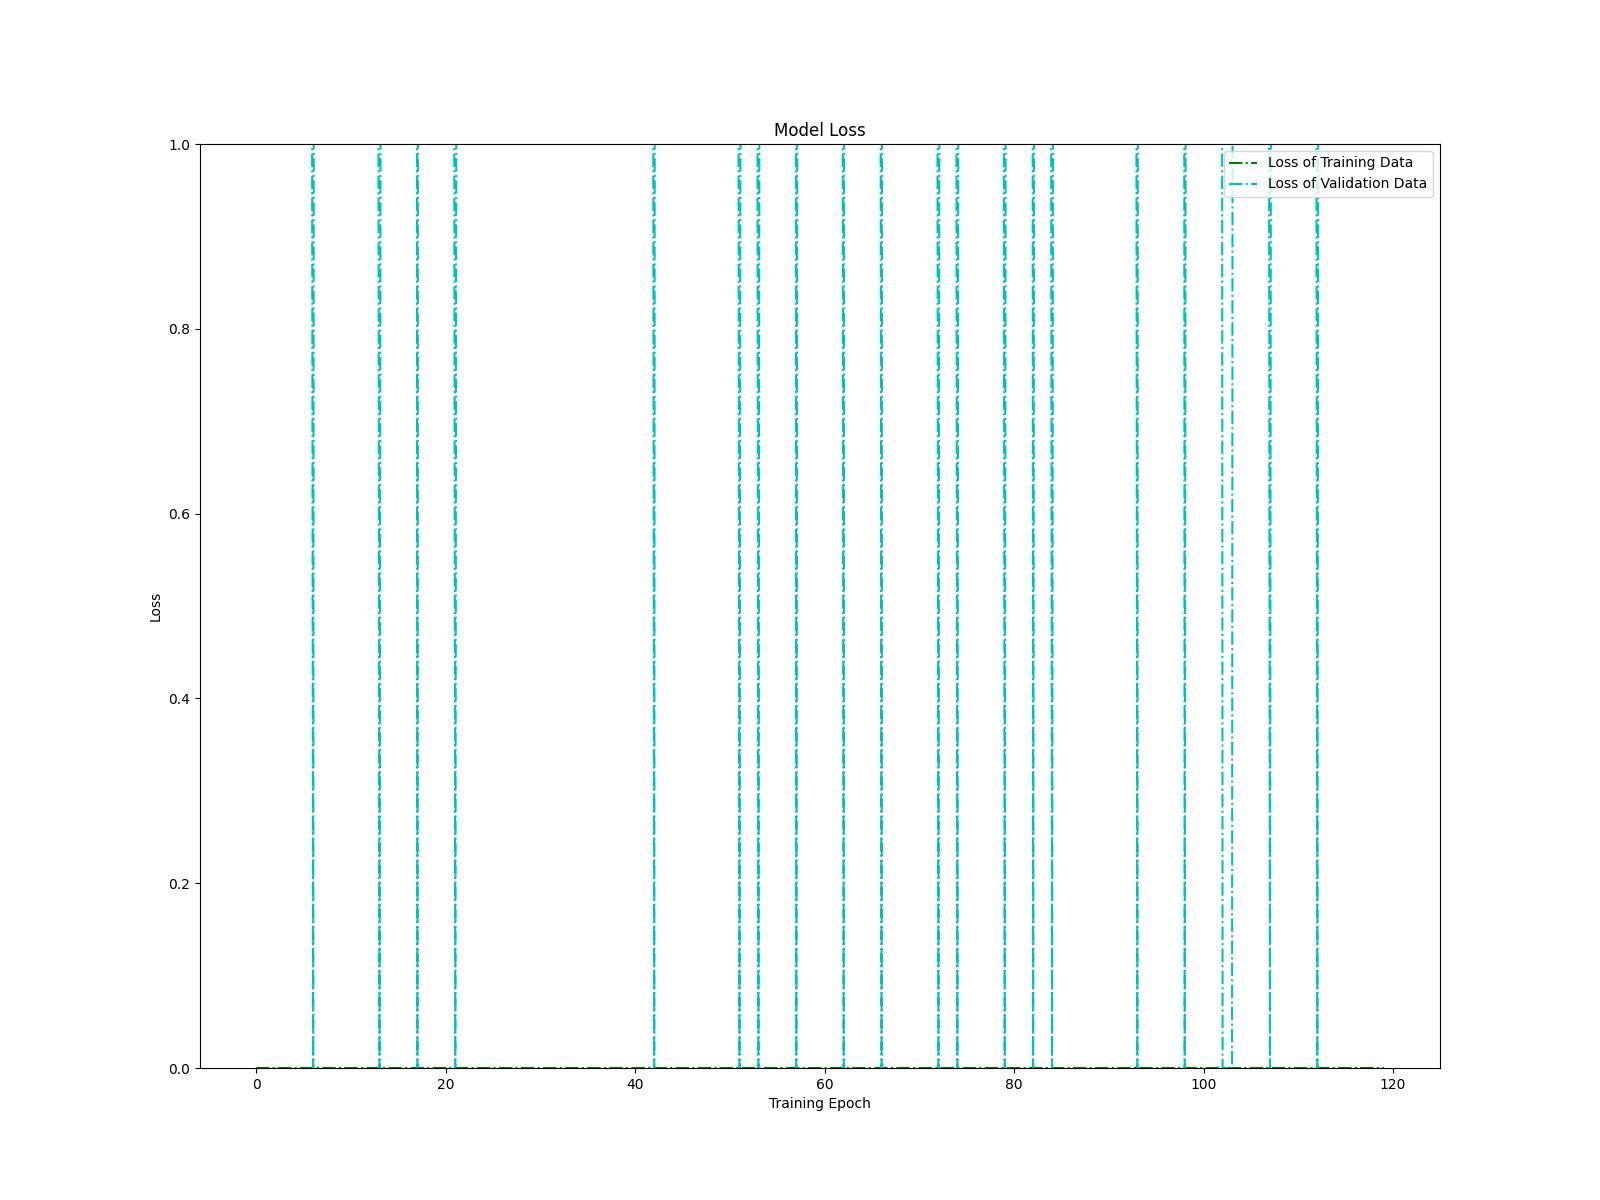 Model Loss
1.0
0.8
0.6
0.4
0.2
0.0
Loss
Loss of Training Data
Loss of Validation Data
0 20 40 60 80 100 120
Training Epoch